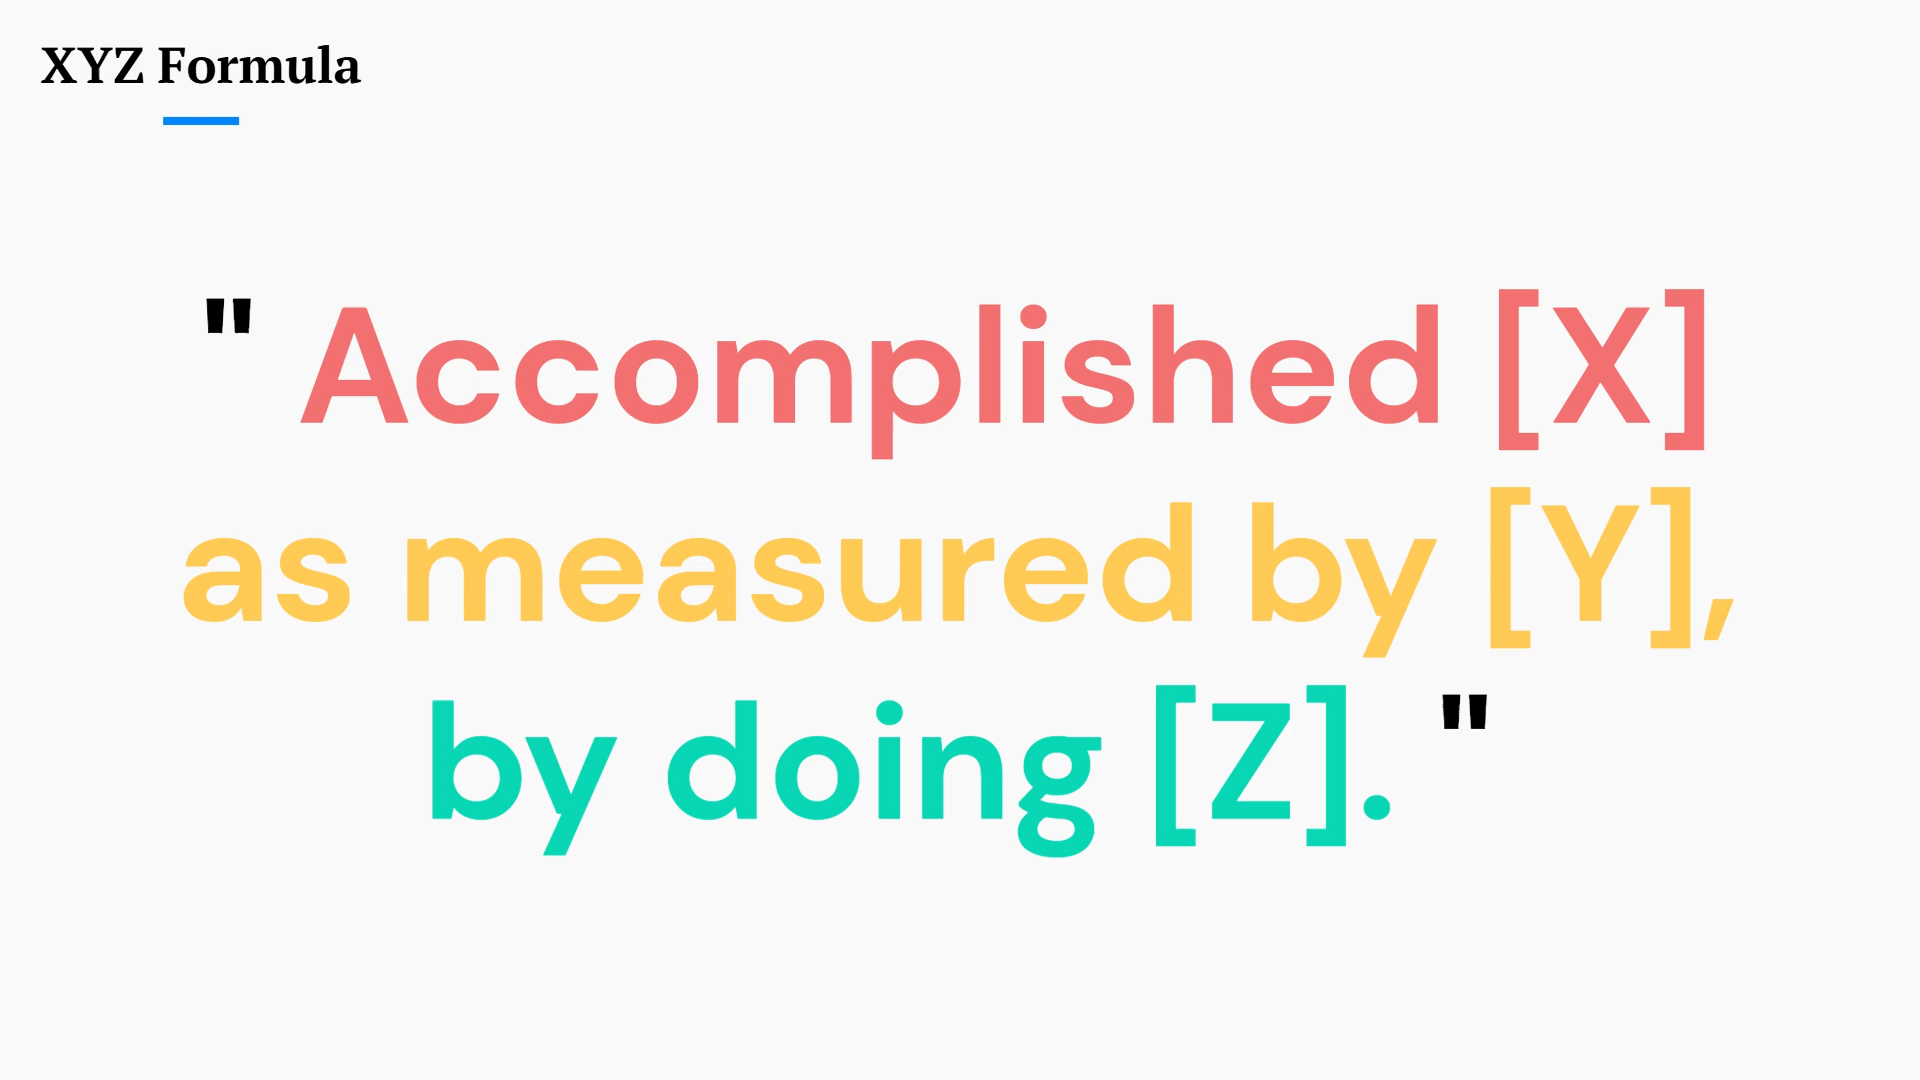 XYZ Formula
" Accomplished [X]
as measured by [Y],
by doing [Z]. "